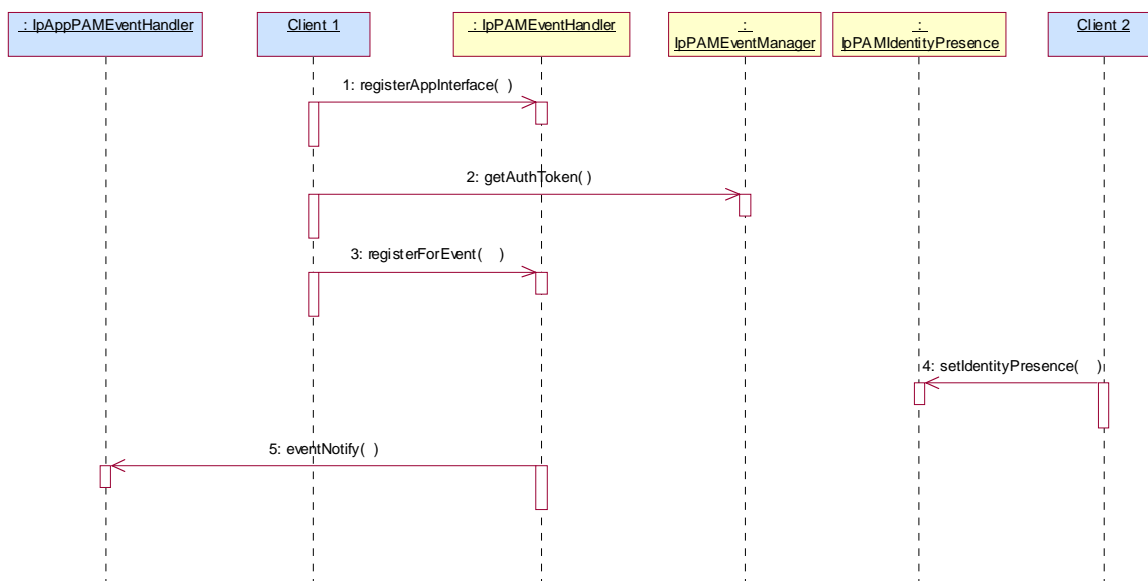 : IpAppPAMEventHandler
Client 1
: IpPAMEventHandler
:
IpPAMEventManager
:
IpPAMIdentityPresence
Client 2
1: registerAppInterface( )
2: getAuthToken( )
3: registerForEvent( )
4: setIdentityPresence( )
5: eventNotify( )